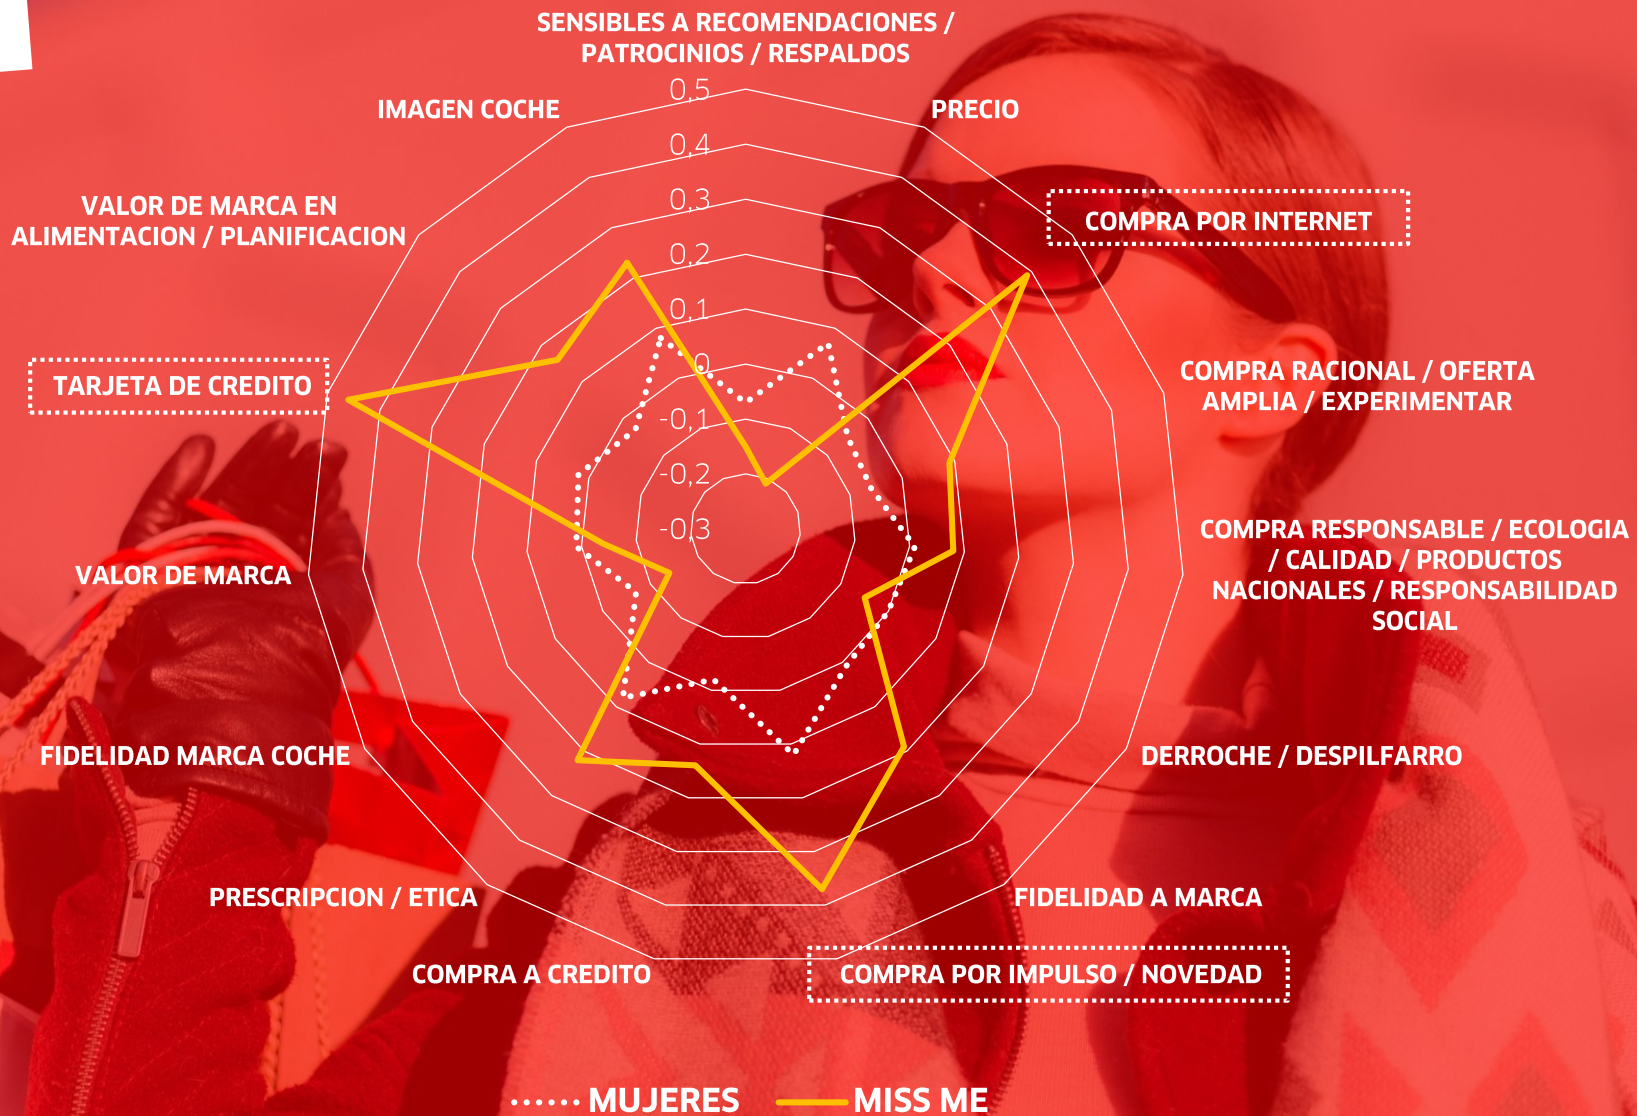 SENSIBLES A RECOMENDACIONES /
PATROCINIOS / RESPALDOS
0,5
IMAGEN COCHE
PRECIO
0,4
0,3
VALOR DE MARCA EN
ALIMENTACION / PLANIFICACION
COMPRA POR INTERNET
0,2
0,1
0
TARJETA DE CREDITO
COMPRA RACIONAL / OFERTA
AMPLIA / EXPERIMENTAR
-0,1
-0,2
-0,3
COMPRA RESPONSABLE / ECOLOGIA
/ CALIDAD / PRODUCTOS
NACIONALES / RESPONSABILIDAD
SOCIAL
VALOR DE MARCA
FIDELIDAD MARCA COCHE
DERROCHE / DESPILFARRO
PRESCRIPCION / ETICA
FIDELIDAD A MARCA
COMPRA A CREDITO
COMPRA POR IMPULSO / NOVEDAD
MUJERES
MISS ME